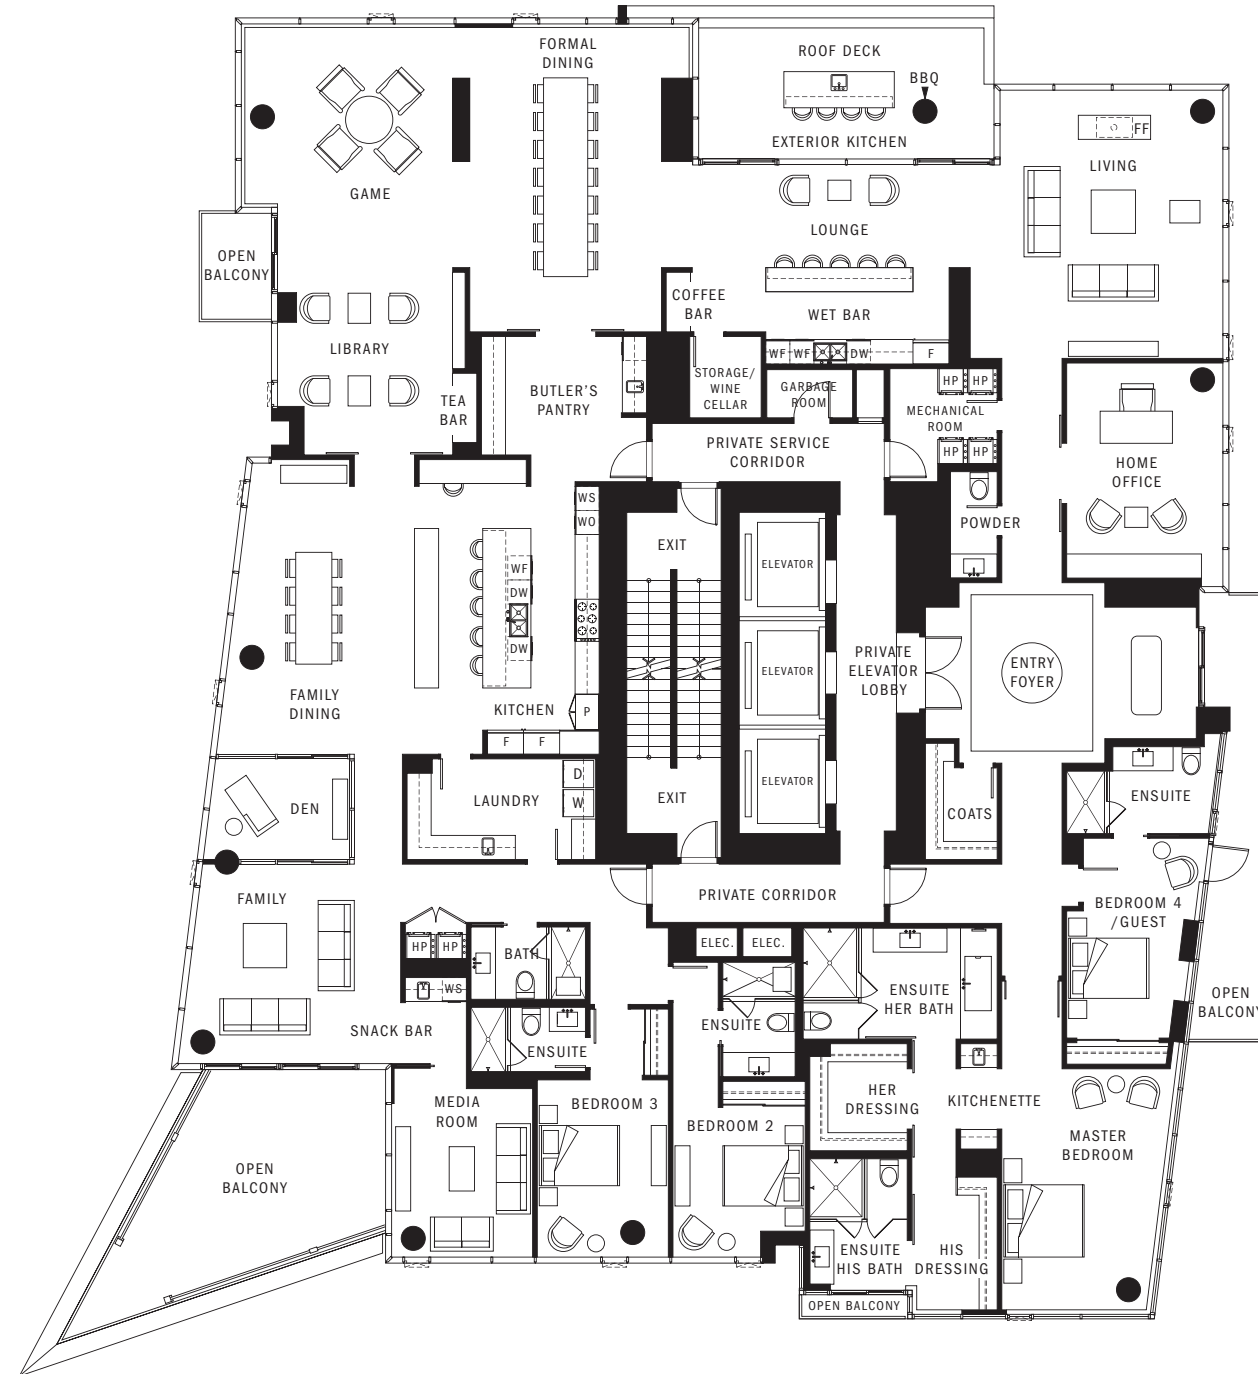 FORMAL
DINING
ROOF DECK
BBQ
EXTERIOR KITCHEN
FF
LIVING
GAME
LOUNGE
OPEN
BALCONY
COFFEE
BAR
WET BAR
LIBRARY
WF WF DW F
STORAGE/
WINE
CELLAR
GARBAGE
ROOM
HP HP
BUTLER'S
PANTRY
TEA
BAR
MECHANICAL
ROOM
PRIVATE SERVICE
CORRIDOR
HP HP
HOME
OFFICE
WS
WO
POWDER
EXIT
ELEVATOR
WF
DW
DW
ELEVATOR
PRIVATE
ELEVATOR
LOBBY
ENTRY
FOYER
FAMILY
DINING
KITCHEN
P
F F
ELEVATOR
D
W
LAUNDRY
EXIT
DEN
COATS
ENSUITE
FAMILY
PRIVATE CORRIDOR
BEDROOM 4
/GUEST
HP HP
BATH
ELEC. ELEC.
WS
ENSUITE
HER BATH
OPEN
BALCONY
SNACK BAR
ENSUITE
ENSUITE
MEDIA
ROOM
BEDROOM 3
HER
DRESSING
KITCHENETTE
BEDROOM 2
MASTER
BEDROOM
OPEN
BALCONY
ENSUITE
HIS BATH
HIS
DRESSING
OPEN BALCONY